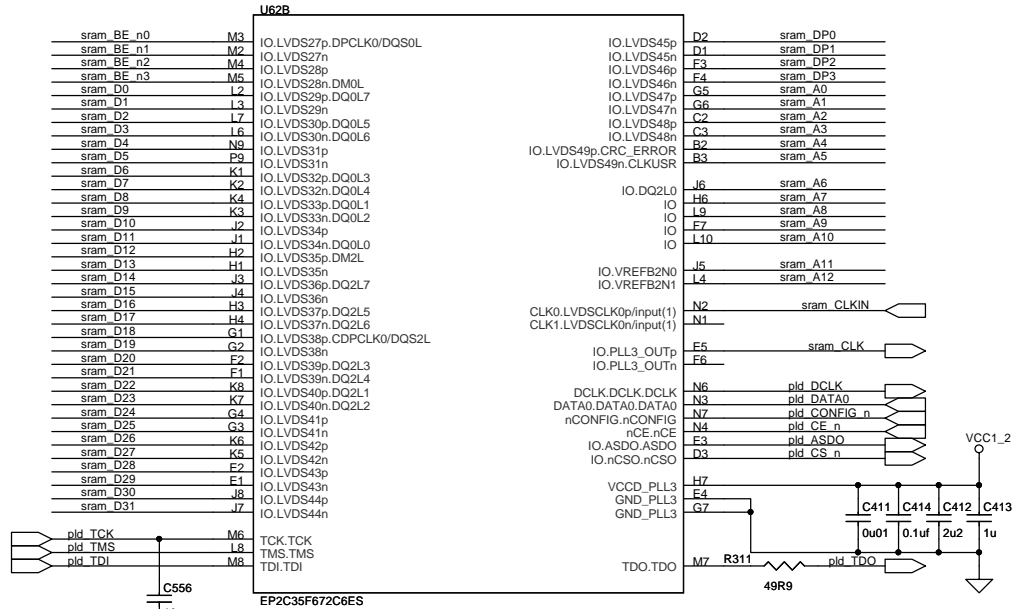 U62B
sram_BE_n0 M3 IO.LVDS27p.DPCLK0/DQS0L IO.LVDS45p D2 sram_DP0
sram_BE_n1 M2 IO.LVDS27n IO.LVDS45n D1 sram_DP1
sram_BE_n2 M4 IO.LVDS28p IO.LVDS46p F3 sram_DP2
sram_BE_n3 M5 IO.LVDS28n.DM0L IO.LVDS46n F4 sram_DP3
sram_D0 L2 IO.LVDS29p.DQ0L7 IO.LVDS47p G5 sram_A0
sram_D1 L3 IO.LVDS29n IO.LVDS47n G6 sram_A1
sram_D2 L7 IO.LVDS30p.DQ0L5 IO.LVDS48p C2 sram_A2
sram_D3 L6 IO.LVDS30n.DQ0L6 IO.LVDS48n C3 sram_A3
sram_D4 N9 IO.LVDS31p IO.LVDS49p.CRC_ERROR B2 sram_A4
sram_D5 P9 IO.LVDS31n IO.LVDS49n.CLKUSR B3 sram_A5
sram_D6 K1 IO.LVDS32p.DQ0L3
sram_D7 K2 IO.LVDS32n.DQ0L4 IO.DQ2L0 J6 sram_A6
sram_D8 K4 IO.LVDS33p.DQ0L1 IO H6 sram_A7
sram_D9 K3 IO.LVDS33n.DQ0L2 IO L9 sram_A8
sram_D10 J2 IO.LVDS34p IO F7 sram_A9
sram_D11 J1 IO.LVDS34n.DQ0L0 IO L10 sram_A10
sram_D12 H2 IO.LVDS35p.DM2L
sram_D13 H1 IO.LVDS35n IO.VREFB2N0 J5 sram_A11
sram_D14 J3 IO.LVDS36p.DQ2L7 IO.VREFB2N1 L4 sram_A12
sram_D15 J4 IO.LVDS36n
sram_D16 H3 IO.LVDS37p.DQ2L5 CLK0.LVDSCLK0p/input(1) N2 sram_CLKIN
sram_D17 H4 IO.LVDS37n.DQ2L6 CLK1.LVDSCLK0n/input(1) N1
sram_D18 G1 IO.LVDS38p.CDPCLK0/DQS2L
sram_D19 G2 IO.LVDS38n IO.PLL3_OUTp E5 sram_CLK
sram_D20 F2 IO.LVDS39p.DQ2L3 IO.PLL3_OUTn F6
sram_D21 F1 IO.LVDS39n.DQ2L4
sram_D22 K8 IO.LVDS40p.DQ2L1 DCLK.DCLK.DCLK N6 pld_DCLK
sram_D23 K7 IO.LVDS40n.DQ2L2 DATA0.DATA0.DATA0 N3 pld_DATA0
sram_D24 G4 IO.LVDS41p nCONFIG.nCONFIG N7 pld_CONFIG_n
sram_D25 G3 IO.LVDS41n nCE.nCE N4 pld_CE_n
sram_D26 K6 IO.LVDS42p IO.ASDO.ASDO E3 pld_ASDO
sram_D27 K5 IO.LVDS42n IO.nCSO.nCSO D3 pld_CS_n
VCC1_2
sram_D28 E2 IO.LVDS43p
sram_D29 E1 IO.LVDS43n VCCD_PLL3 H7
sram_D30 J8 IO.LVDS44p GND_PLL3 E4
sram_D31 J7 IO.LVDS44n GND_PLL3 G7
C411 C414 C412 C413
0u01 0.1uf 2u2 1u
pld_TCK M6 TCK.TCK
pld_TMS L8 TMS.TMS
pld_TDI M8 TDI.TDI TDO.TDO M7 R311 pld_TDO
49R9
C556
EP2C35F672C6ES